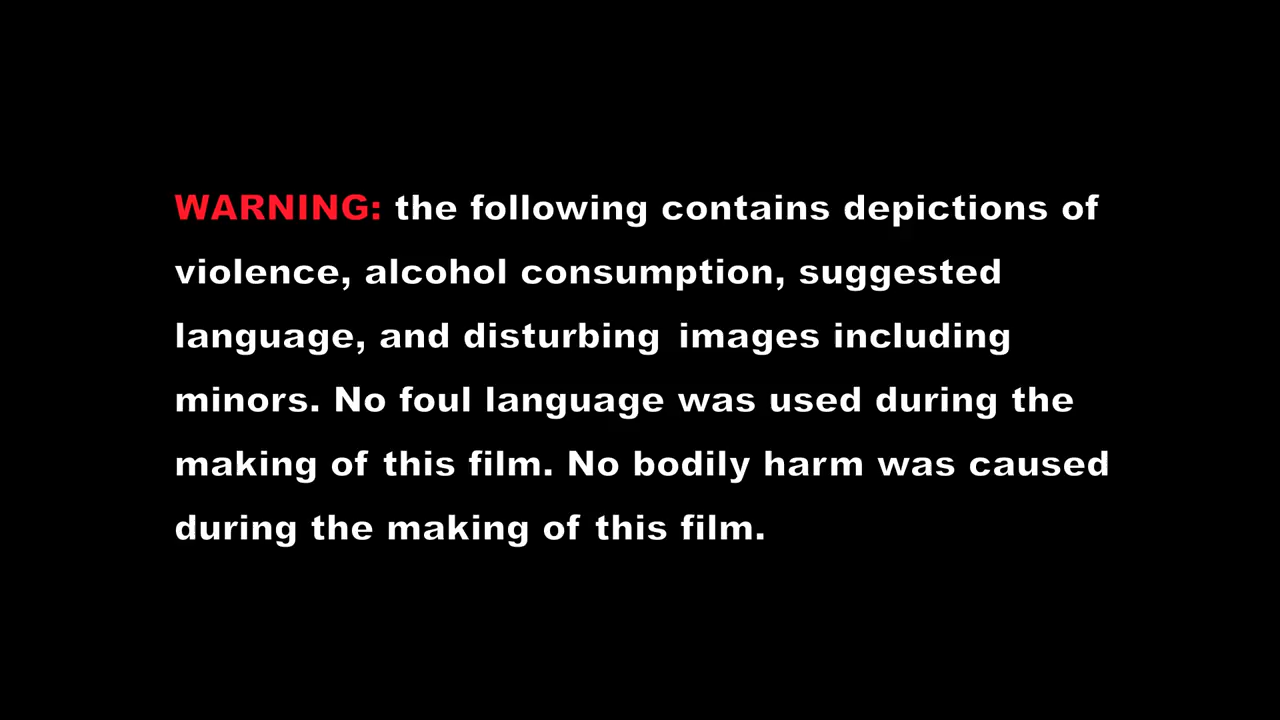 WARNING: the following contains depictions of
violence, alcohol consumption, suggested
language, and disturbing images including
minors. No foul language was used during the
making of this film. No bodily harm was caused
during the making of this film.